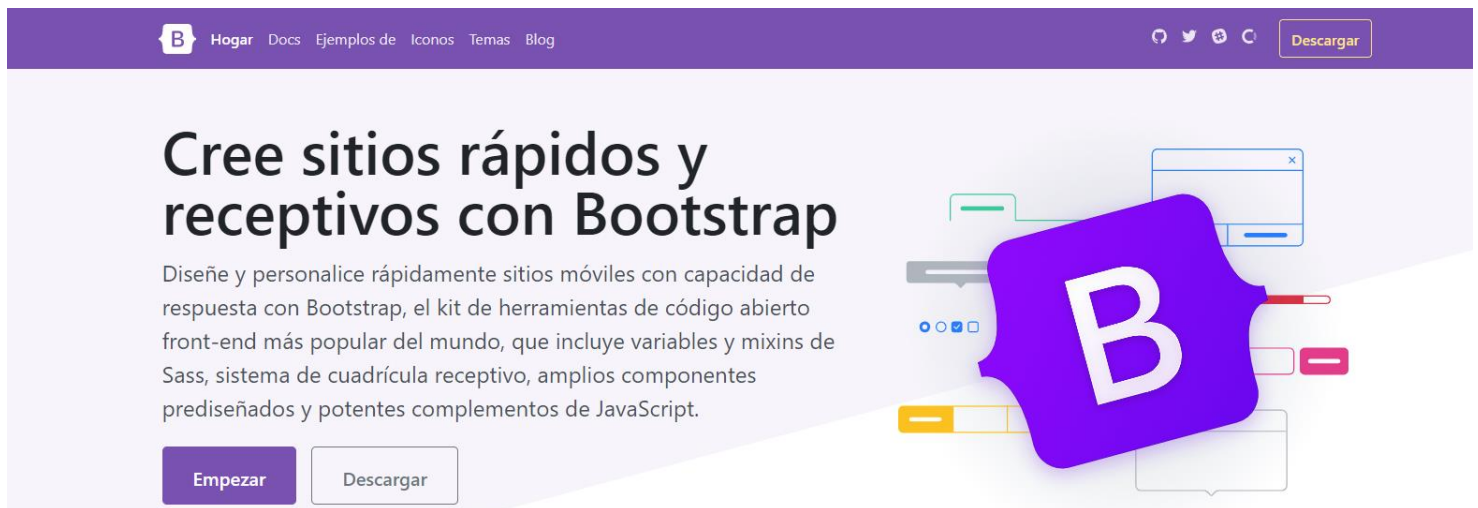 B Hogar Docs Ejemplos de Iconos Temas Blog Descargar
Cree sitios rápidos y
receptivos con Bootstrap
Diseñe y personalice rápidamente sitios móviles con capacidad de
respuesta con Bootstrap, el kit de herramientas de código abierto
front-end más popular del mundo, que incluye variables y mixins de
Sass, sistema de cuadrícula receptivo, amplios componentes
prediseñados y potentes complementos de JavaScript.
Empezar Descargar
B